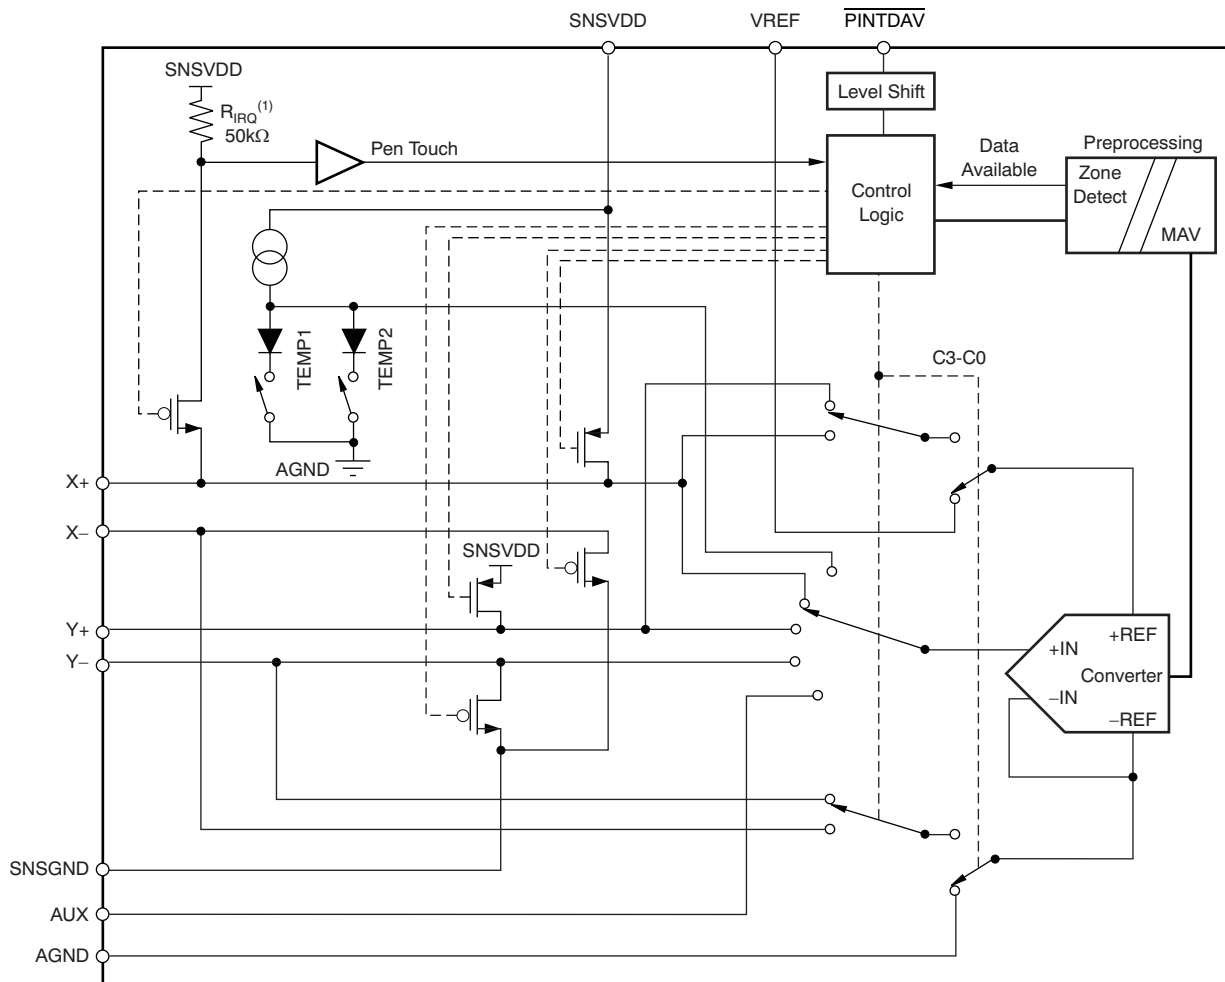 SNSVDD
VREF
PINTDAV
SNSVDD
R_IRQ^(1)
50kΩ
Level Shift
Pen Touch
Data
Available
Preprocessing
Zone
Detect
MAV
Control
Logic
TEMP1
TEMP2
C3-C0
AGND
X+
X−
SNSVDD
Y+
Y−
+IN
+REF
Converter
−IN
−REF
SNSGND
AUX
AGND